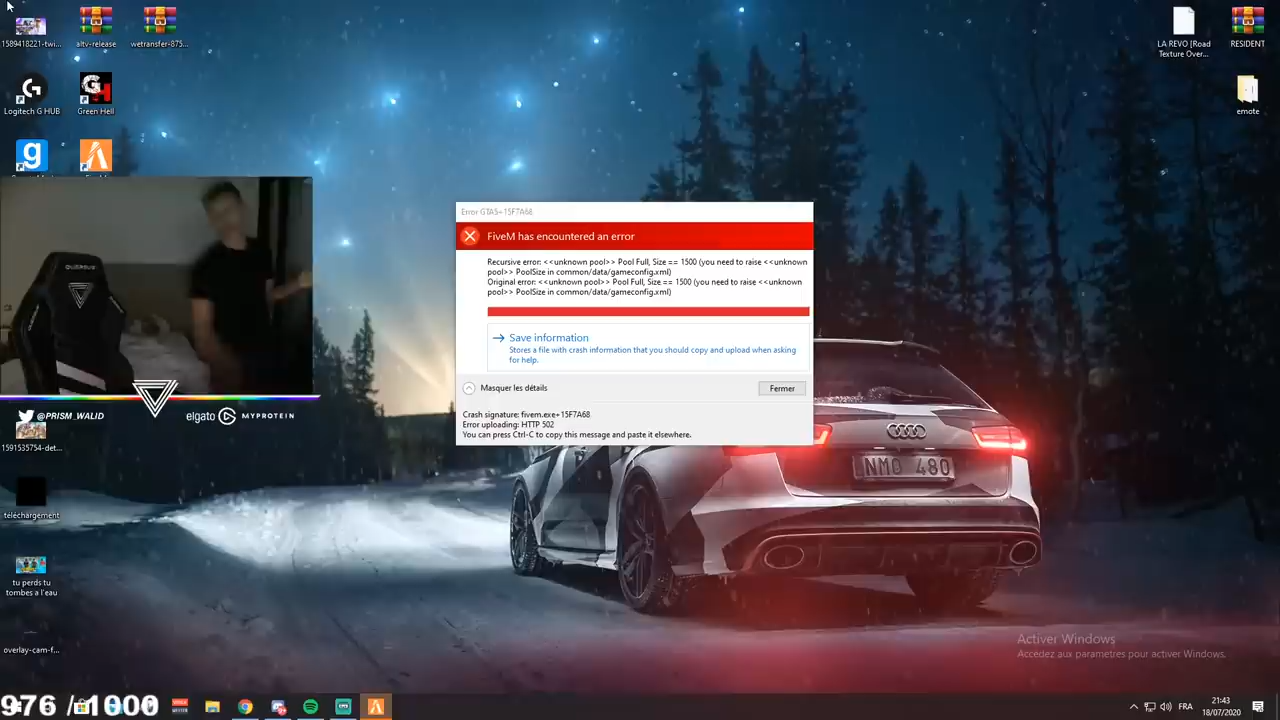 1589418221-twi...
altv-release
wetransfer-875...
LA REVO [Road
Texture Over...
RESIDENT
Logitech G HUB
Green Hell
emote
Error GTA5+15F7A68
FiveM has encountered an error
Recursive error: <<unknown pool>> Pool Full, Size == 1500 (you need to raise <<unknown
pool>> PoolSize in common/data/gameconfig.xml)
Original error: <<unknown pool>> Pool Full, Size == 1500 (you need to raise <<unknown
pool>> PoolSize in common/data/gameconfig.xml)
Save information
Stores a file with crash information that you should copy and upload when asking
for help.
Masquer les détails
Fermer
Crash signature: fivem.exe+15F7A68
Error uploading: HTTP 502
You can press Ctrl-C to copy this message and paste it elsewhere.
@PRISM_WALID
elgato
MYPROTEIN
1591535754-det...
NMO 480
téléchargement
tu perds tu
tombes a l'eau
overlay-cam-f...
Activer Windows
Accédez aux paramètres pour activer Windows.
976 / 1000
FRA
21:43
18/07/2020